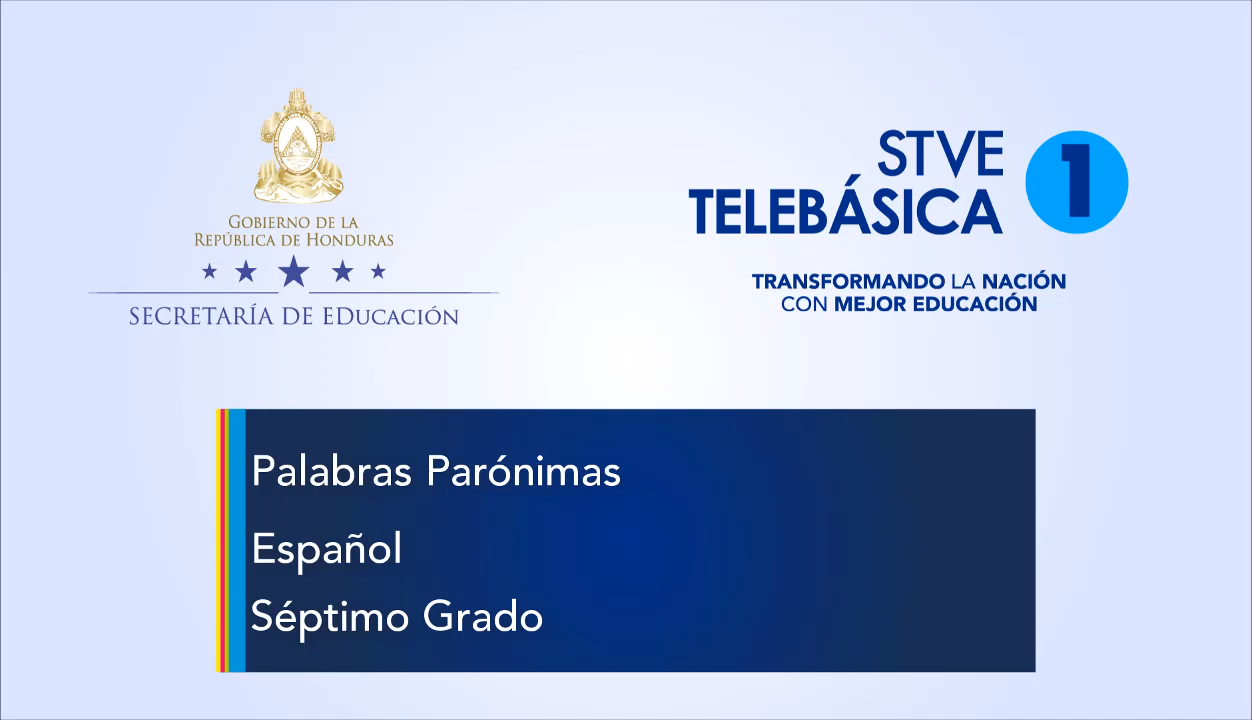 GOBIERNO DE LA
REPÚBLICA DE HONDURAS
SECRETARÍA DE EDUCACIÓN
STVE
TELEBÁSICA
1
TRANSFORMANDO LA NACIÓN
CON MEJOR EDUCACIÓN
Palabras Parónimas
Español
Séptimo Grado